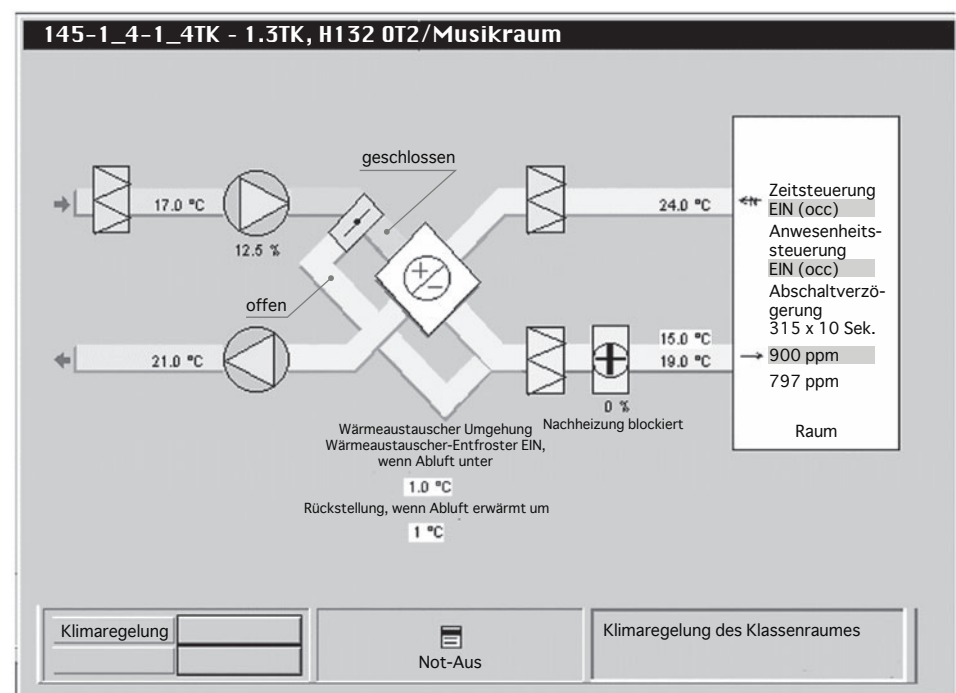 145-1_4-1_4TK - 1.3TK, H132 0T2/Musikraum
geschlossen
17.0 °C
12.5 %
24.0 °C
Zeitsteuerung
EIN (occ)
Anwesenheits-
steuerung
EIN (occ)
Abschaltverzö-
gerung
315 x 10 Sek.
offen
21.0 °C
15.0 °C
19.0 °C
900 ppm
797 ppm
0 %
Nachheizung blockiert
Raum
Wärmeaustauscher Umgehung
Wärmeaustauscher-Entfroster EIN,
wenn Abluft unter
1.0 °C
Rückstellung, wenn Abluft erwärmt um
1 °C
Klimaregelung
Not-Aus
Klimaregelung des Klassenraumes